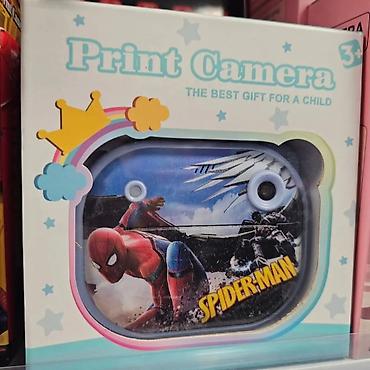 Print Camera
3+
THE BEST GIFT FOR A CHILD
SPIDER-MAN